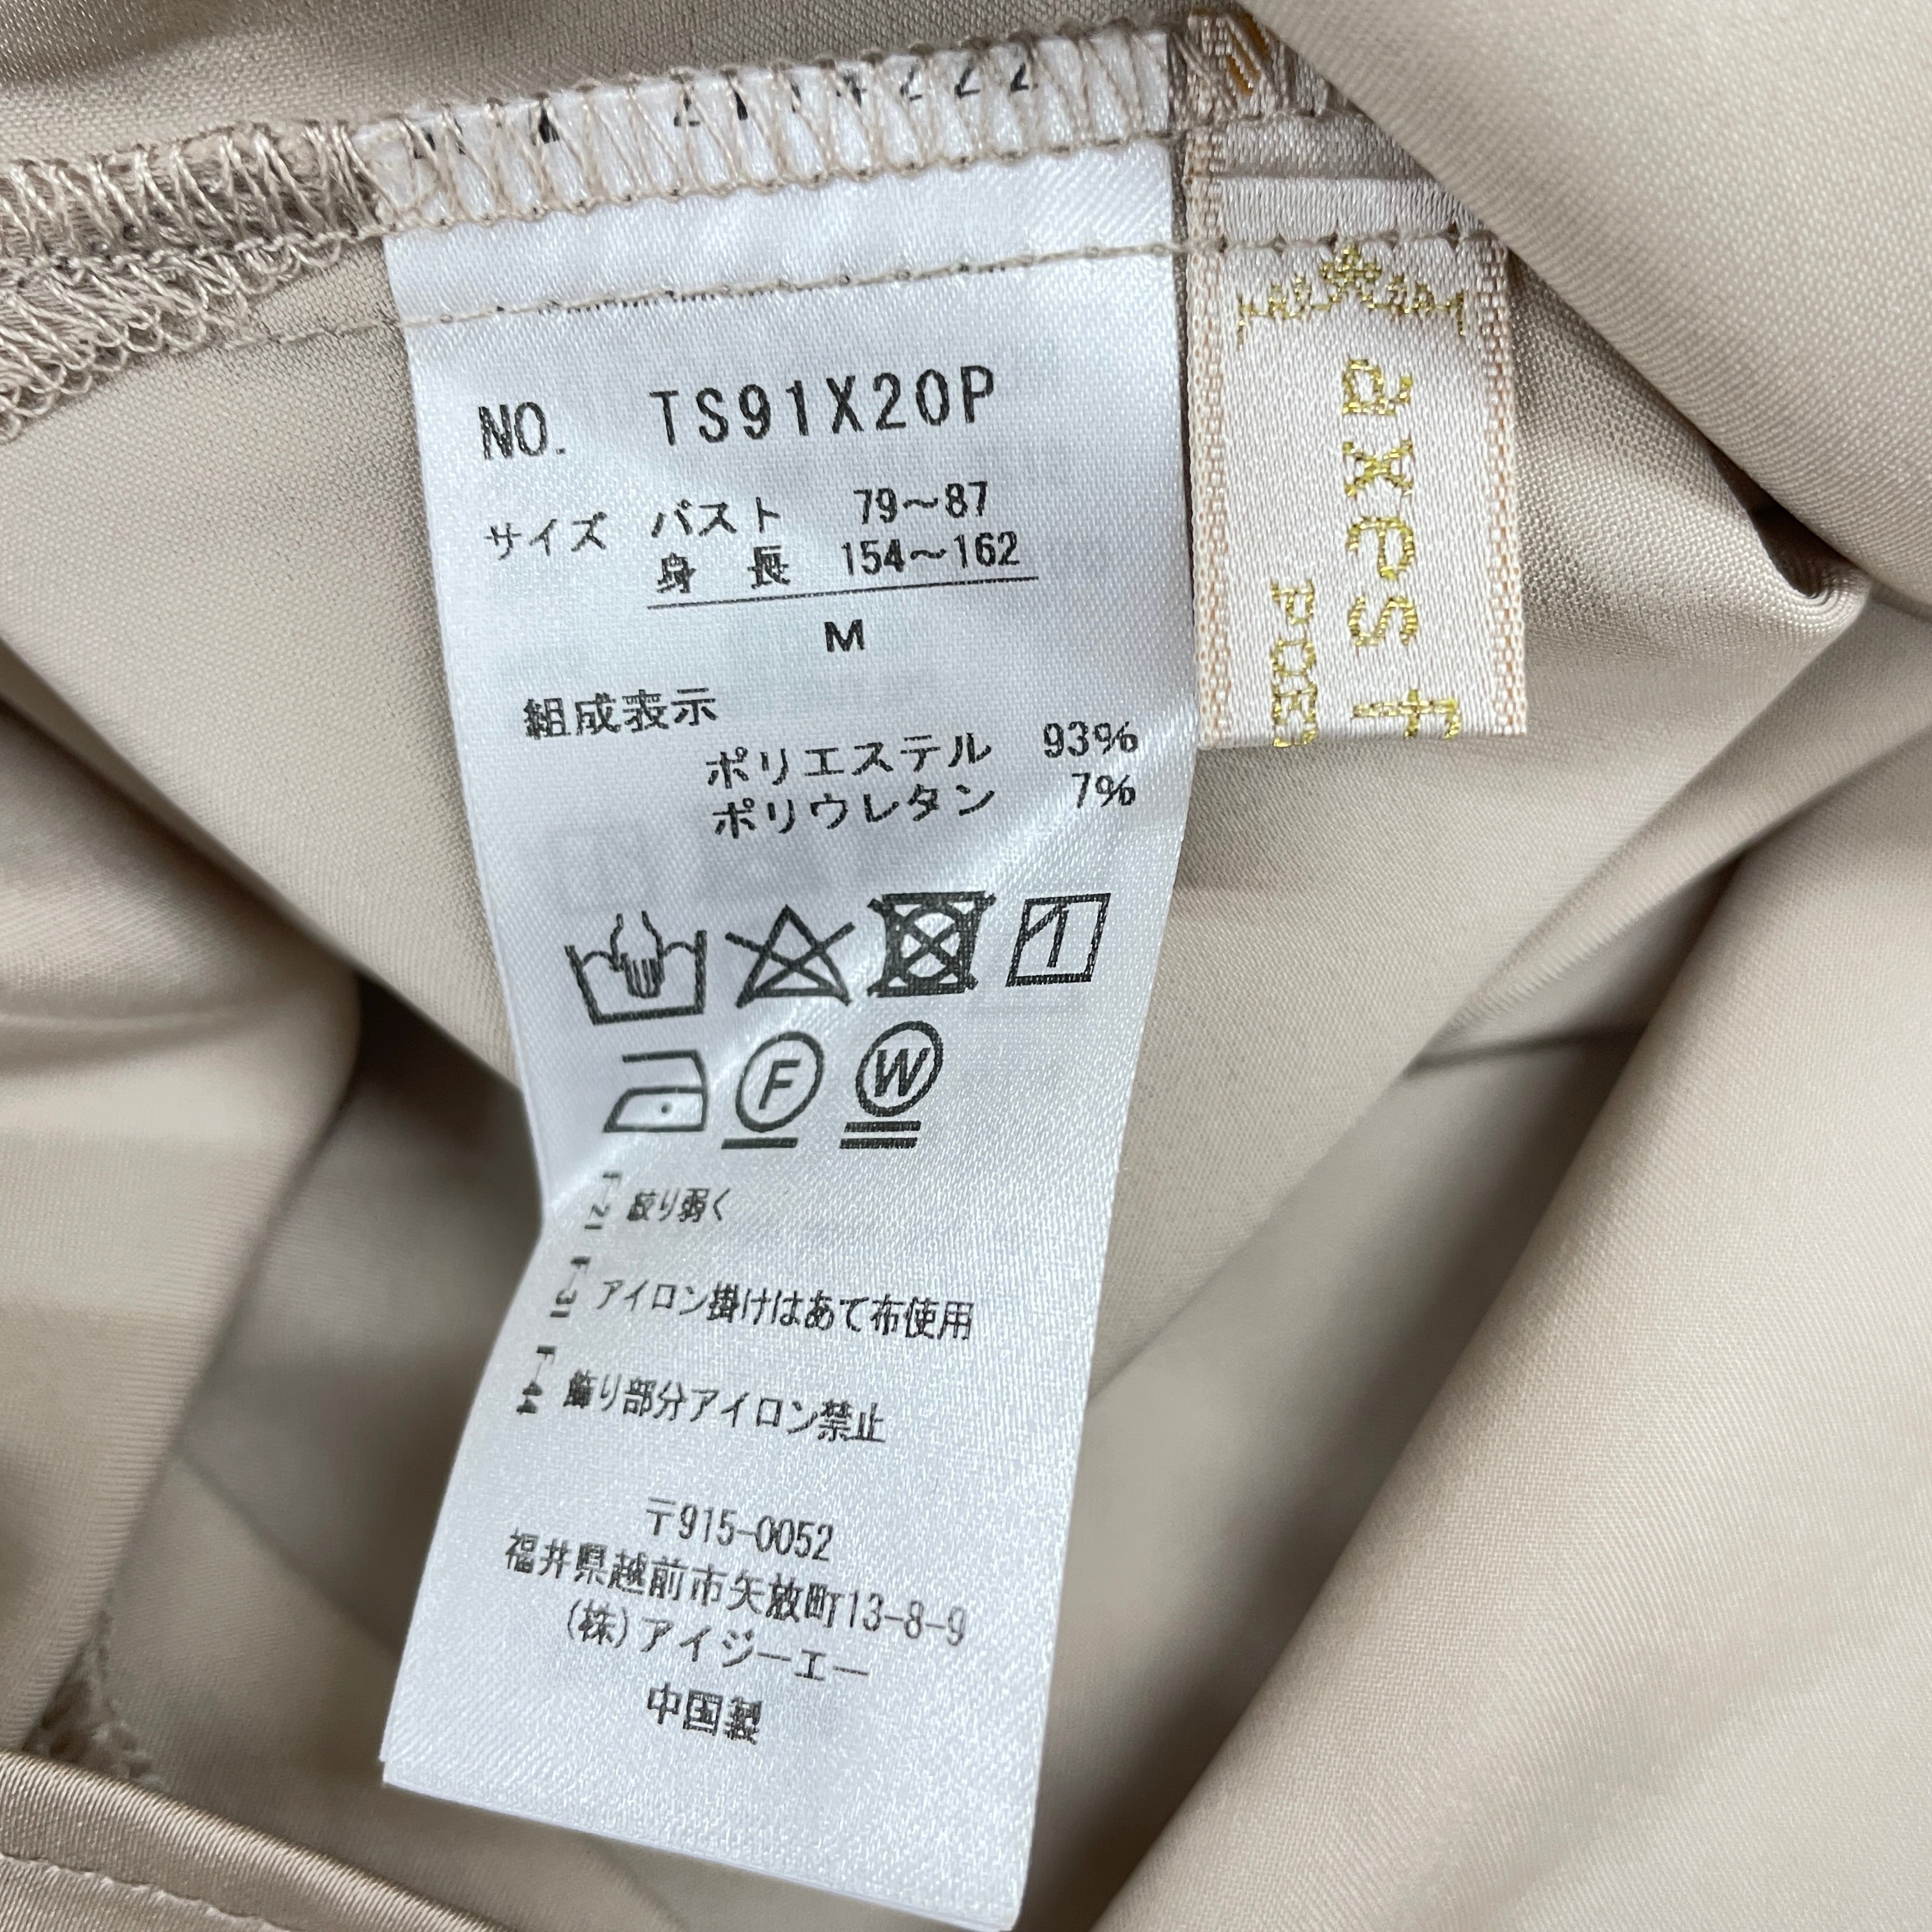 NO. TS91X20P
サイズ バスト 79～87
身長 154～162
M
組成表示
ポリエステル 93%
ポリウレタン 7%
F
W
F-21 絞り弱く
F-31 アイロン掛けはあて布使用
F-44 飾り部分アイロン禁止
〒915-0052
福井県越前市矢放町13-8-9
(株)アイジーエー
中国製
axes f
POE